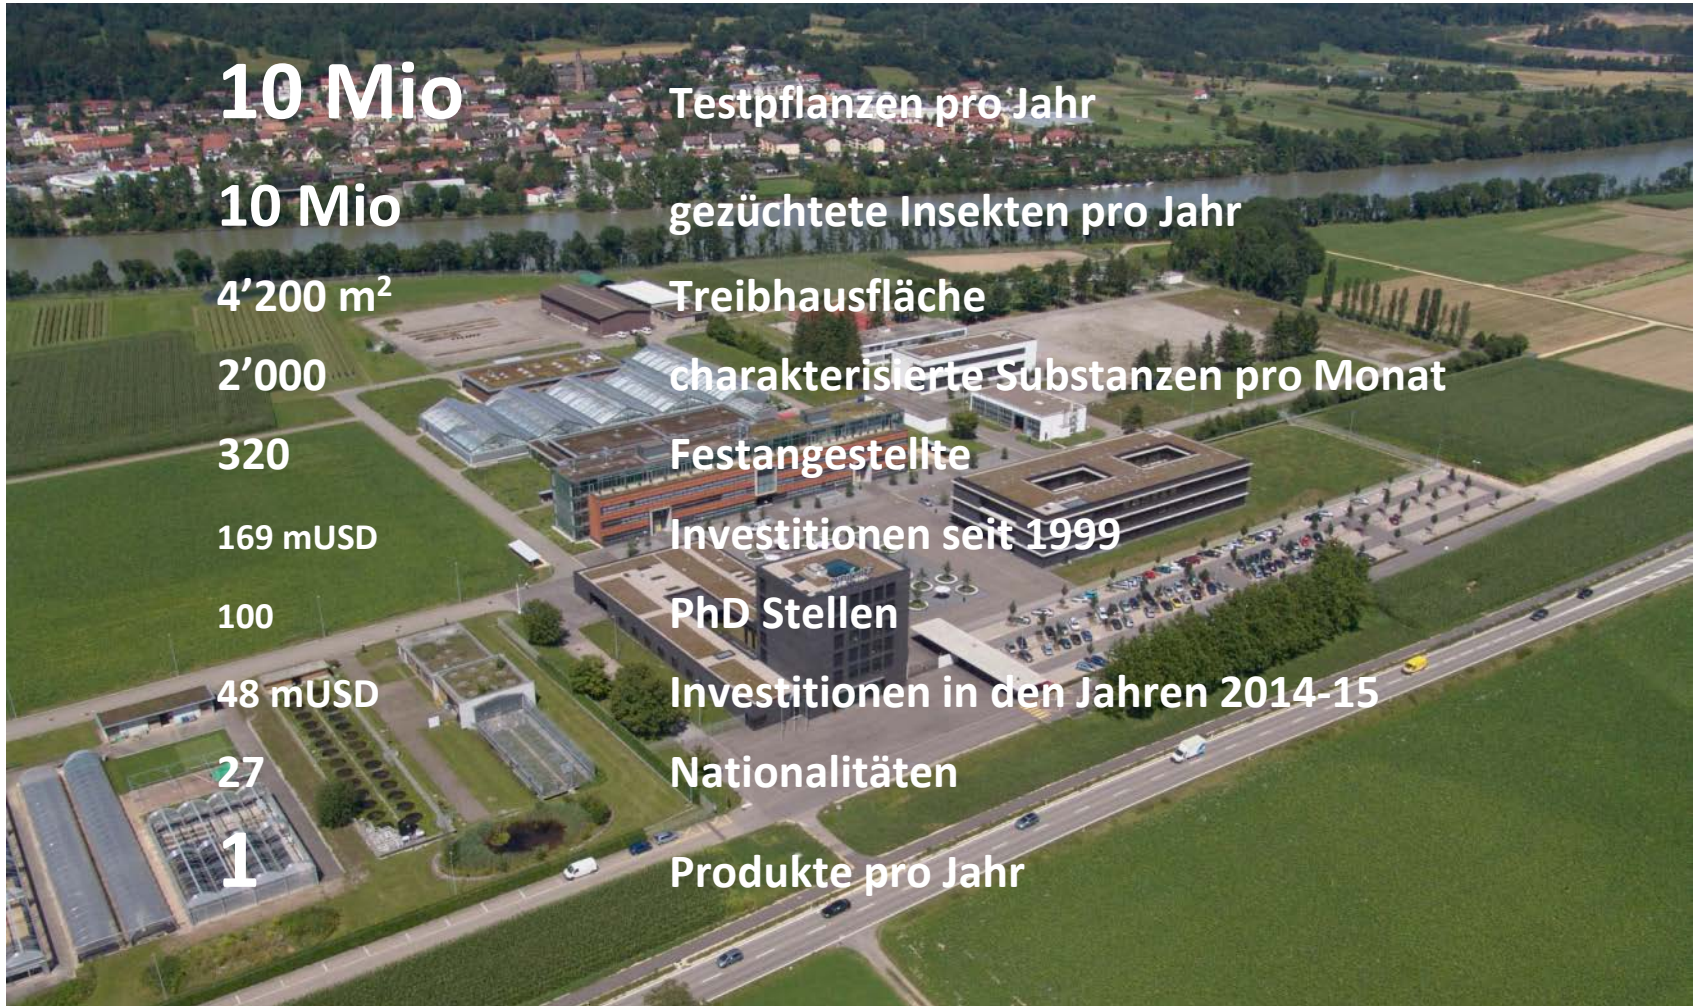 10 Mio Testpflanzen pro Jahr
10 Mio gezüchtete Insekten pro Jahr
4’200 m² Treibhausfläche
2’000 charakterisierte Substanzen pro Monat
320 Festangestellte
169 mUSD Investitionen seit 1999
100 PhD Stellen
48 mUSD Investitionen in den Jahren 2014-15
27 Nationalitäten
1 Produkte pro Jahr